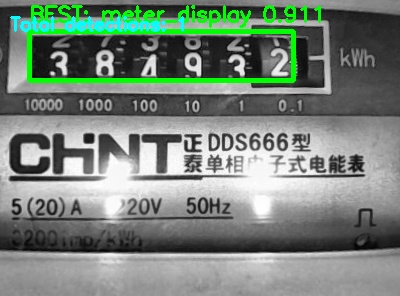 BEST: meter_display 0.911
Total detections: 1
3 8 4 9 3 2 kWh
10000 1000 100 10 1 0.1
CHNT 正泰 DDS666型
单相电子式电能表
5(20)A 220V 50Hz
3200imp/kWh